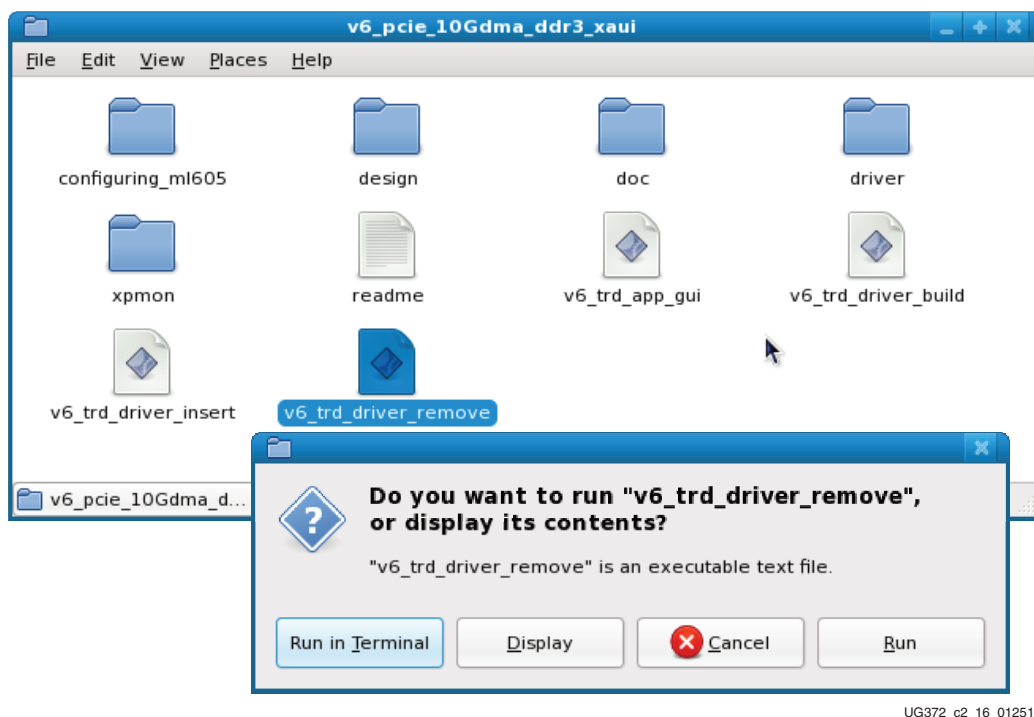 v6_pcie_10Gdma_ddr3_xaui
File Edit View Places Help
configuring_ml605 design doc driver
xpmon readme v6_trd_app_gui v6_trd_driver_build
v6_trd_driver_insert v6_trd_driver_remove
v6_pcie_10Gdma_d...
Do you want to run "v6_trd_driver_remove",
or display its contents?
"v6_trd_driver_remove" is an executable text file.
Run in Terminal Display Cancel Run
UG372_c2_16_01251